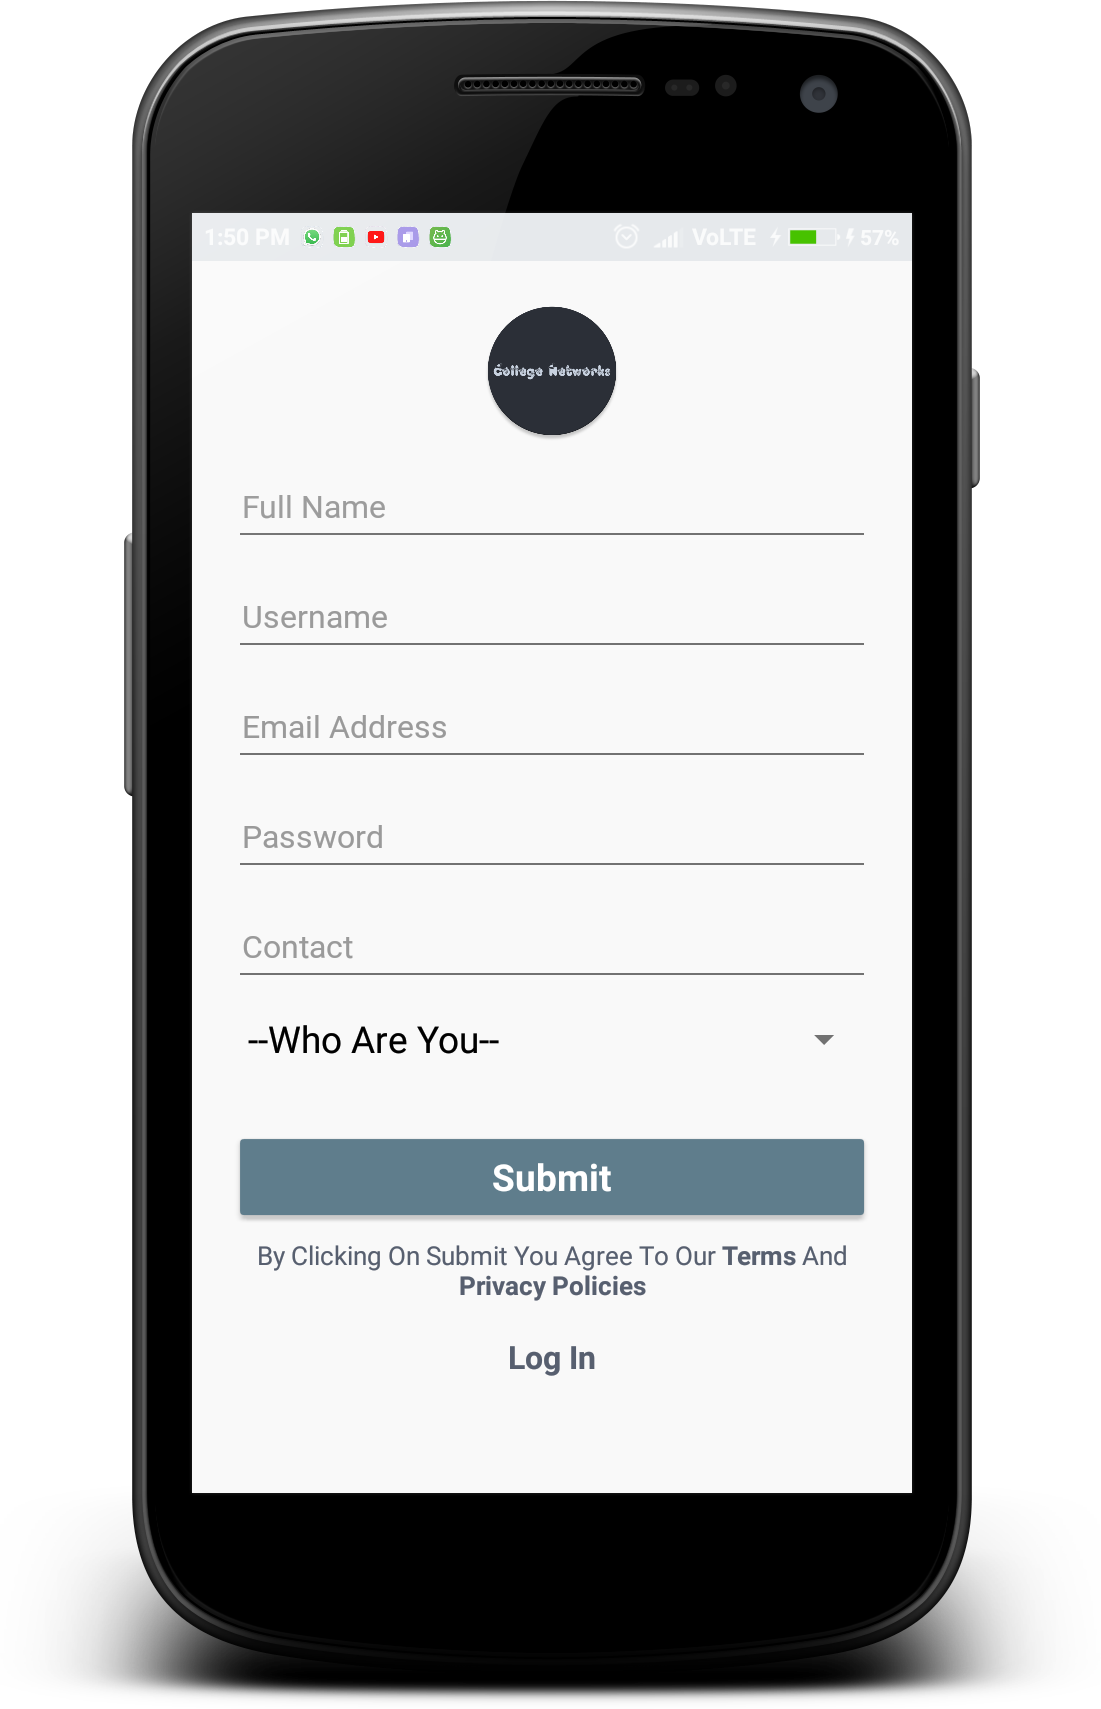 1:50 PM VoLTE 57%
College Networks
Full Name
Username
Email Address
Password
Contact
--Who Are You--
Submit
By Clicking On Submit You Agree To Our Terms And
Privacy Policies
Log In